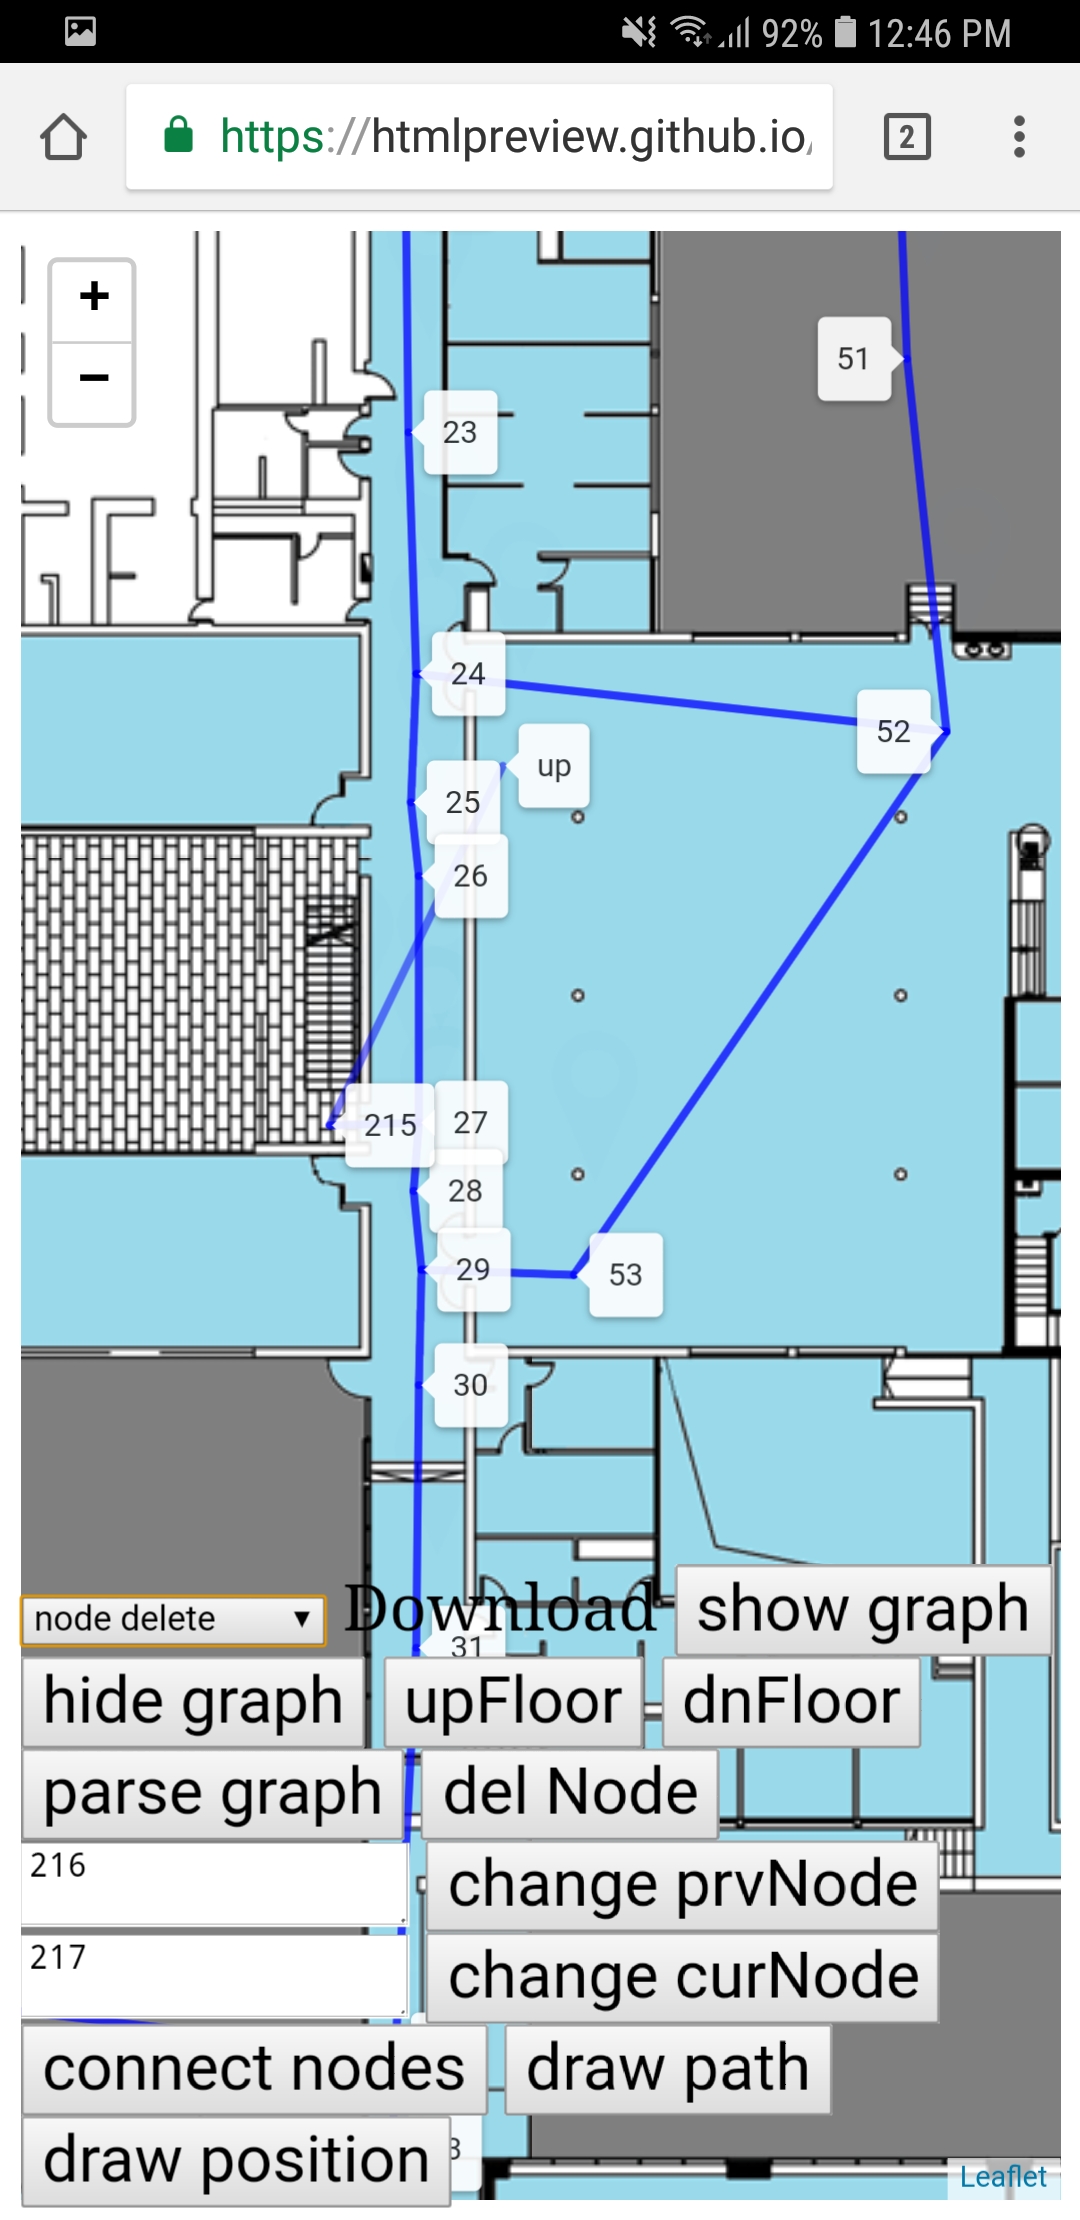 92% 12:46 PM
https://htmlpreview.github.io/
2
+
−
51
23
24
52
up
25
26
215
27
28
29
53
30
node delete
Download
show graph
31
hide graph
upFloor
dnFloor
parse graph
del Node
216
change prvNode
217
change curNode
connect nodes
draw path
draw position
Leaflet